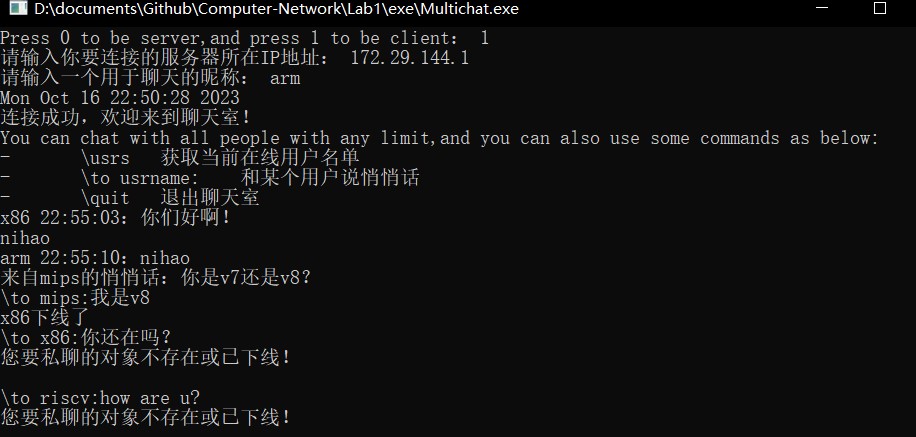 D:\documents\Github\Computer-Network\Lab1\exe\Multichat.exe
Press 0 to be server,and press 1 to be client： 1
请输入你要连接的服务器所在IP地址： 172.29.144.1
请输入一个用于聊天的昵称： arm
Mon Oct 16 22:50:28 2023
连接成功，欢迎来到聊天室！
You can chat with all people with any limit,and you can also use some commands as below:
-	\usrs	获取当前在线用户名单
-	\to usrname:	和某个用户说悄悄话
-	\quit	退出聊天室
x86 22:55:03：你们好啊！
nihao
arm 22:55:10：nihao
来自mips的悄悄话：你是v7还是v8？
\to mips:我是v8
x86下线了
\to x86:你还在吗？
您要私聊的对象不存在或已下线！
\to riscv:how are u?
您要私聊的对象不存在或已下线！